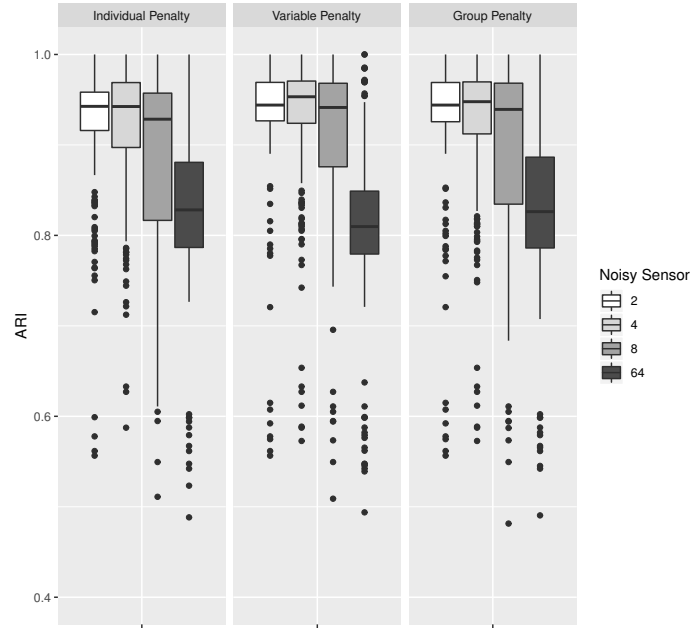 Individual Penalty
Variable Penalty
Group Penalty
1.0
0.8
0.6
0.4
ARI
Noisy Sensor
2
4
8
64